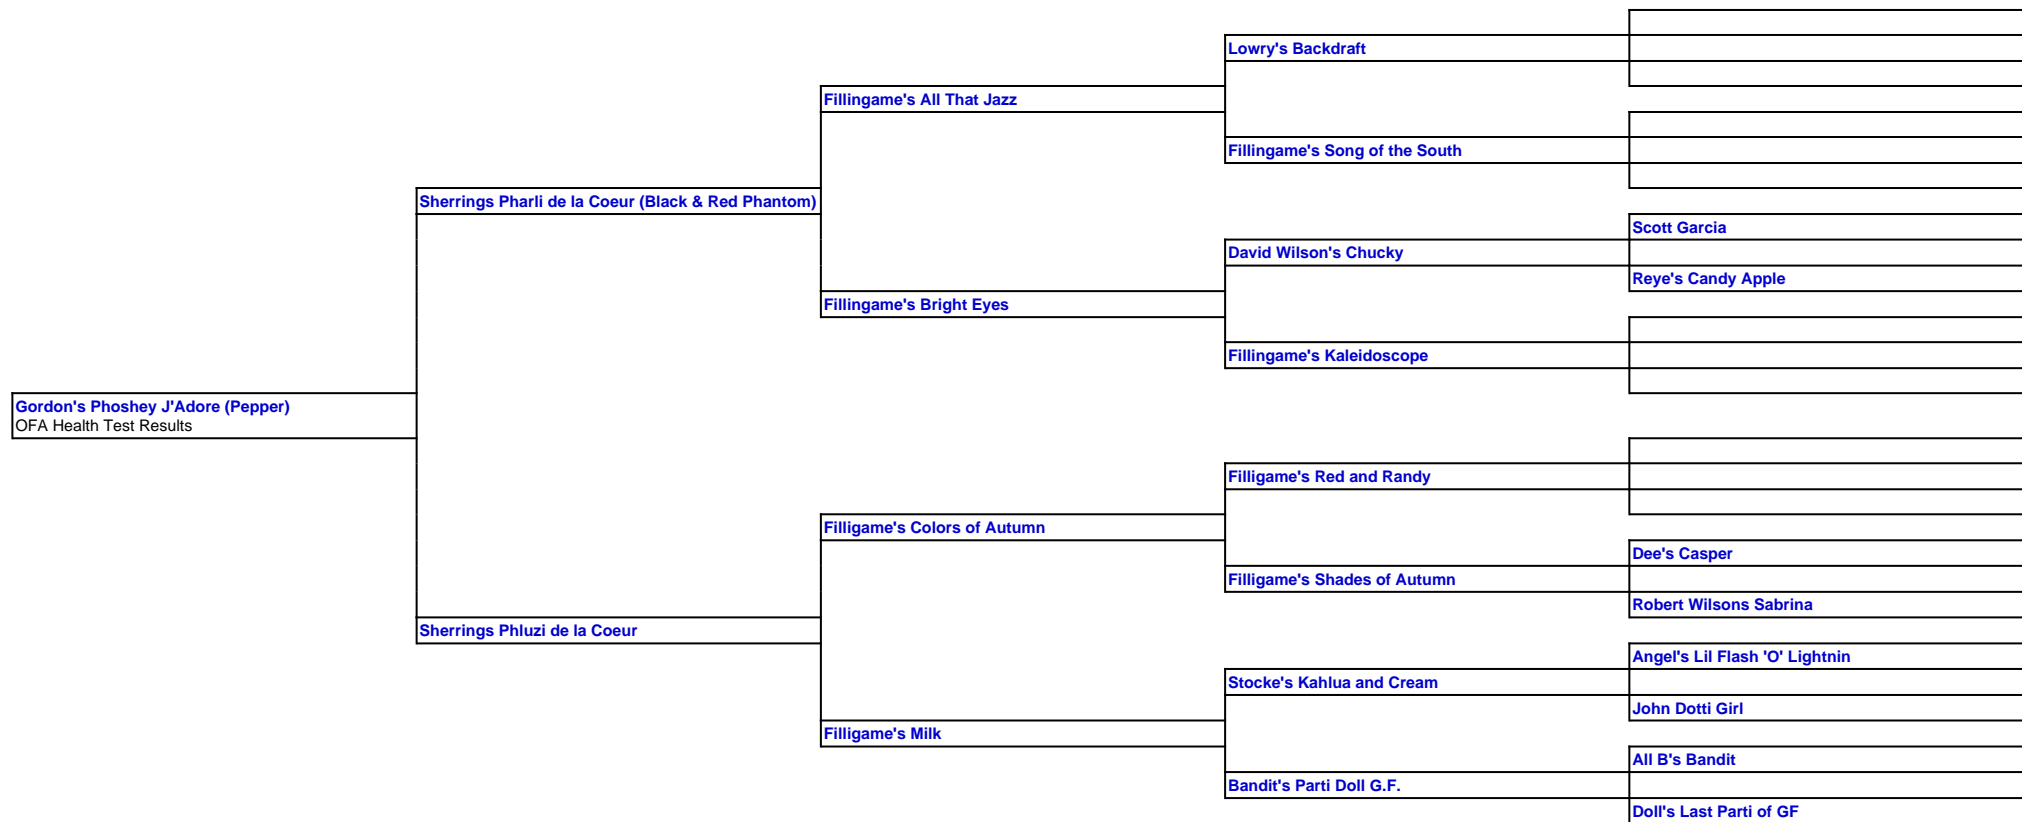 Lowry's Backdraft
Fillingame's All That Jazz
Fillingame's Song of the South
Sherrings Pharli de la Coeur (Black & Red Phantom)
Scott Garcia
David Wilson's Chucky
Reye's Candy Apple
Fillingame's Bright Eyes
Fillingame's Kaleidoscope
Gordon's Phoshey J'Adore (Pepper)
OFA Health Test Results
Filligame's Red and Randy
Filligame's Colors of Autumn
Dee's Casper
Filligame's Shades of Autumn
Robert Wilsons Sabrina
Sherrings Phluzi de la Coeur
Angel's Lil Flash 'O' Lightnin
Stocke's Kahlua and Cream
John Dotti Girl
Filligame's Milk
All B's Bandit
Bandit's Parti Doll G.F.
Doll's Last Parti of GF